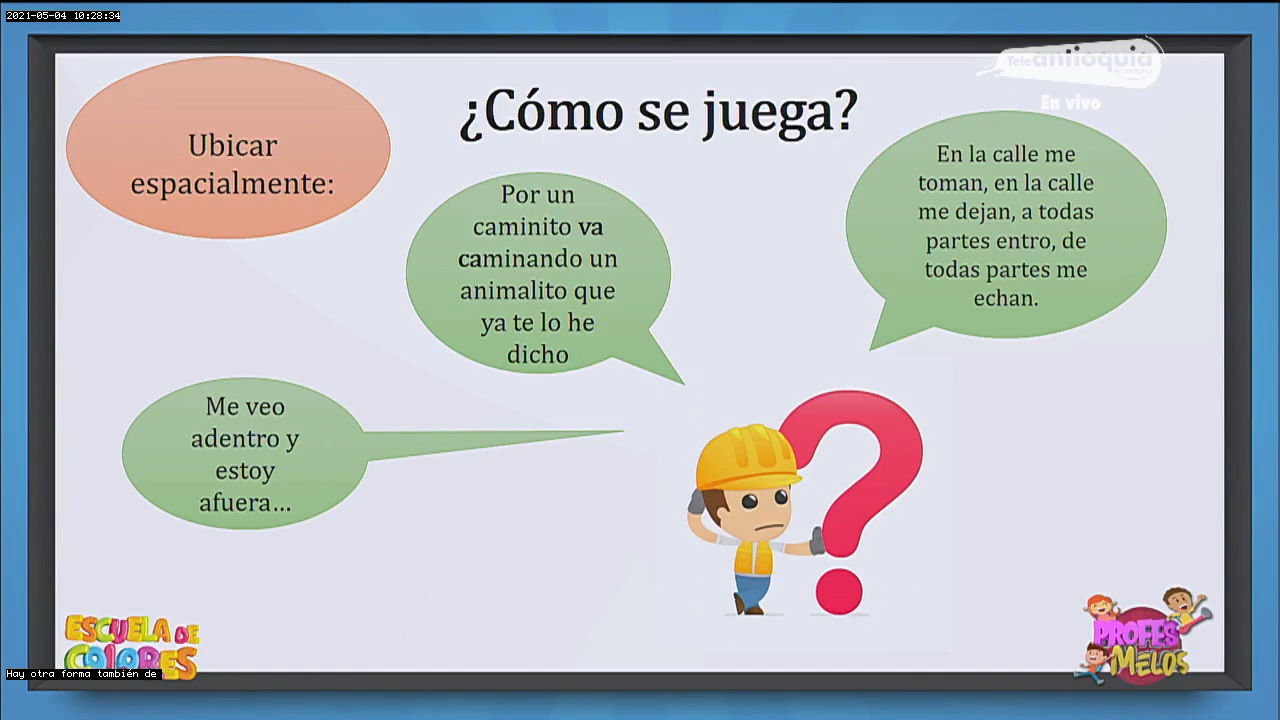 2021-05-04 10:28:34
Teleantioquia
En vivo
¿Cómo se juega?
Ubicar
espacialmente:
Por un
caminito va
caminando un
animalito que
ya te lo he
dicho
En la calle me
toman, en la calle
me dejan, a todas
partes entro, de
todas partes me
echan.
Me veo
adentro y
estoy
afuera...
ESCUELA DE
COLORES
PROFES
MELOS
Hay otra forma también de